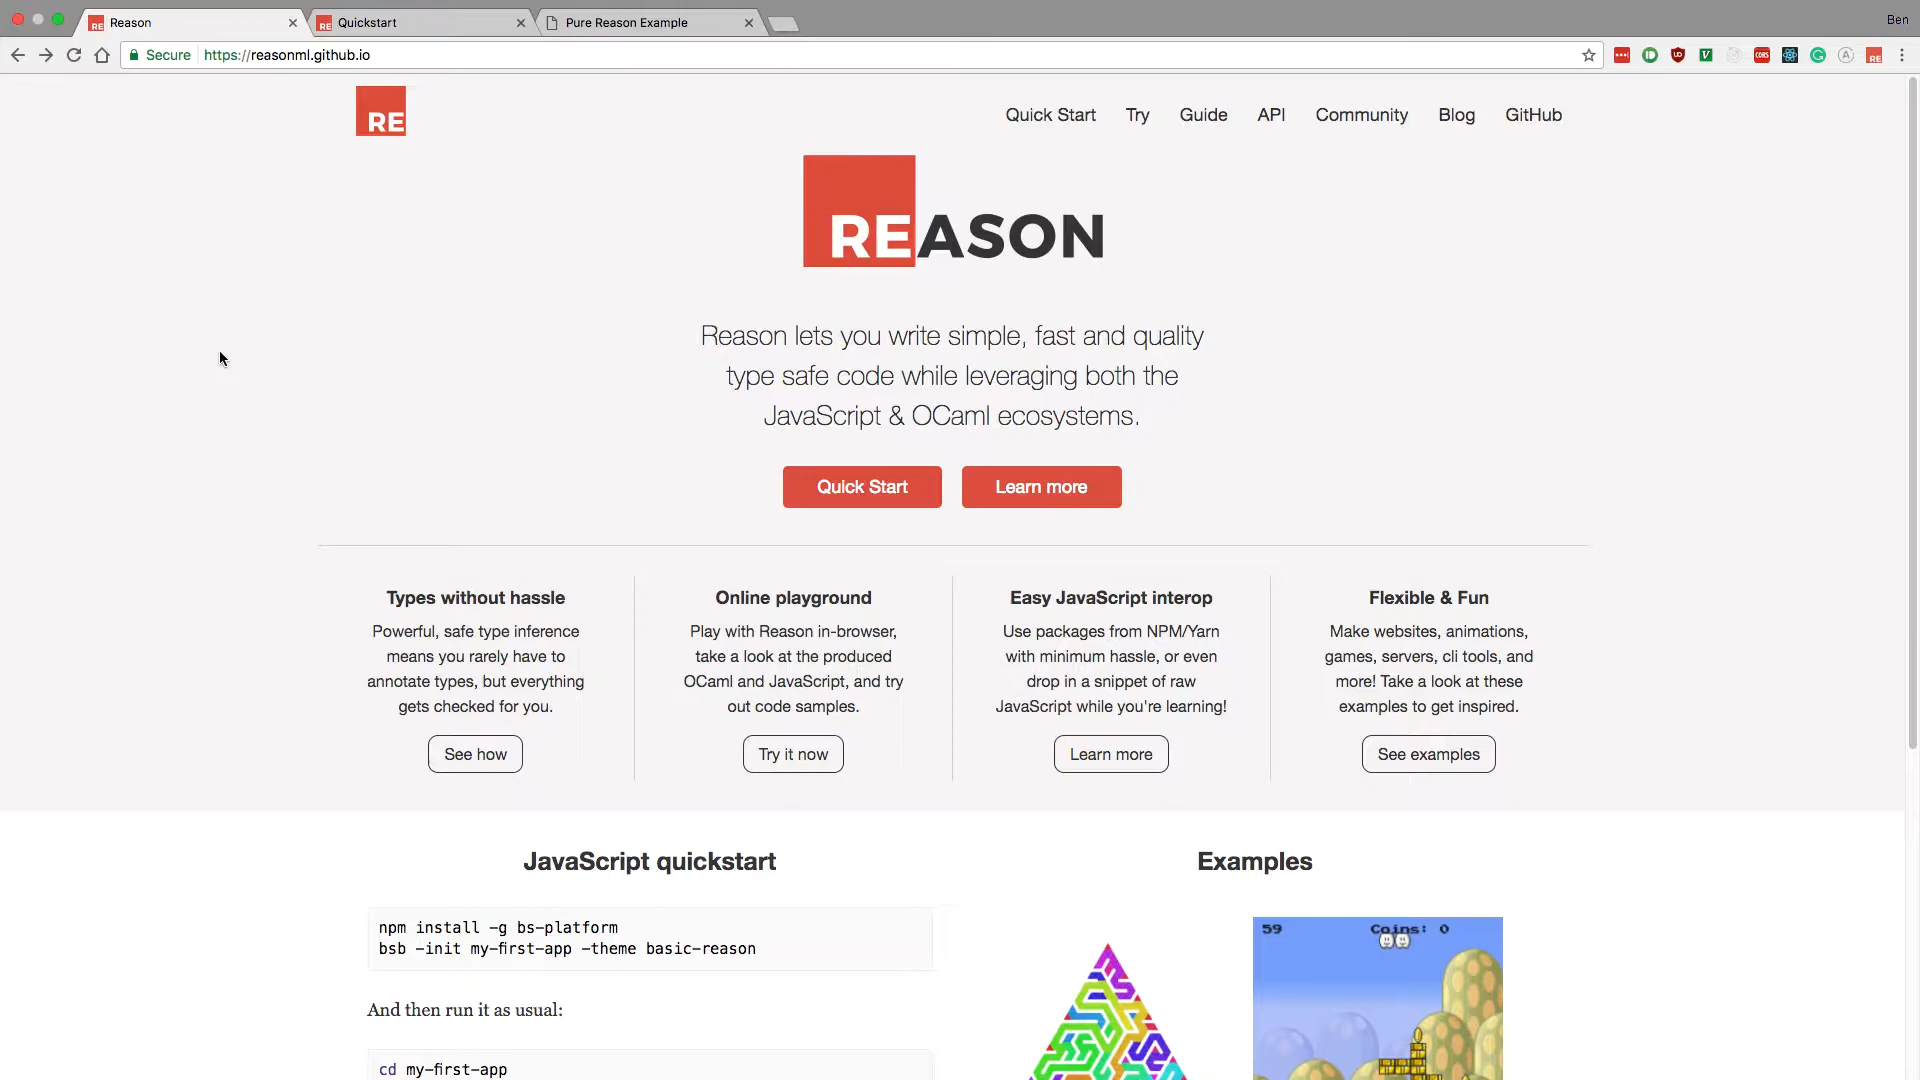 Reason
Quickstart
Pure Reason Example
Ben
Secure
https://reasonml.github.io
RE
Quick Start
Try
Guide
API
Community
Blog
GitHub
REASON
Reason lets you write simple, fast and quality
type safe code while leveraging both the
JavaScript & OCaml ecosystems.
Quick Start
Learn more
Types without hassle
Powerful, safe type inference
means you rarely have to
annotate types, but everything
gets checked for you.
See how
Online playground
Play with Reason in-browser,
take a look at the produced
OCaml and JavaScript, and try
out code samples.
Try it now
Easy JavaScript interop
Use packages from NPM/Yarn
with minimum hassle, or even
drop in a snippet of raw
JavaScript while you're learning!
Learn more
Flexible & Fun
Make websites, animations,
games, servers, cli tools, and
more! Take a look at these
examples to get inspired.
See examples
JavaScript quickstart
npm install -g bs-platform
bsb -init my-first-app -theme basic-reason
And then run it as usual:
cd my-first-app
Examples
59
Coins: 0